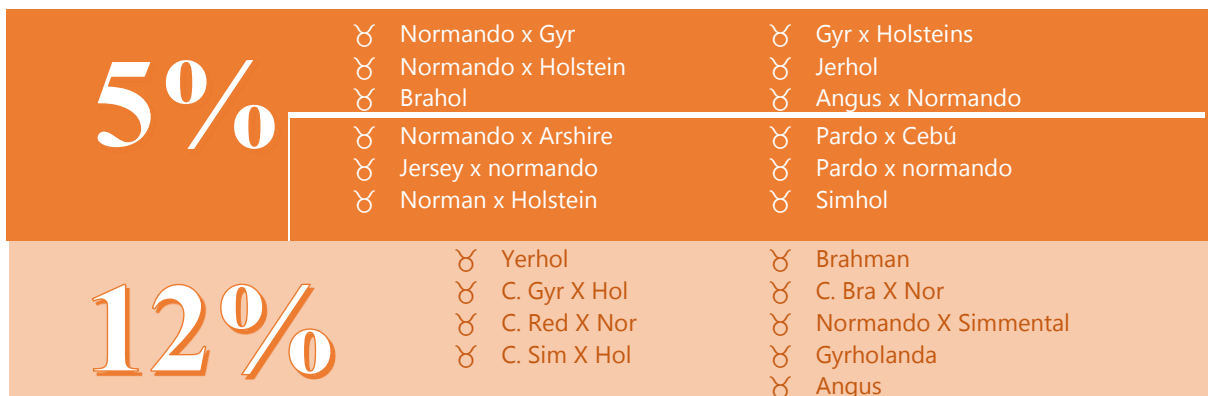 5%
♉ Normando x Gyr
♉ Normando x Holstein
♉ Brahol
♉ Normando x Arshire
♉ Jersey x normando
♉ Norman x Holstein
♉ Gyr x Holsteins
♉ Jerhol
♉ Angus x Normando
♉ Pardo x Cebú
♉ Pardo x normando
♉ Simhol
12%
♉ Yerhol
♉ C. Gyr X Hol
♉ C. Red X Nor
♉ C. Sim X Hol
♉ Brahman
♉ C. Bra X Nor
♉ Normando X Simmental
♉ Gyrholanda
♉ Angus